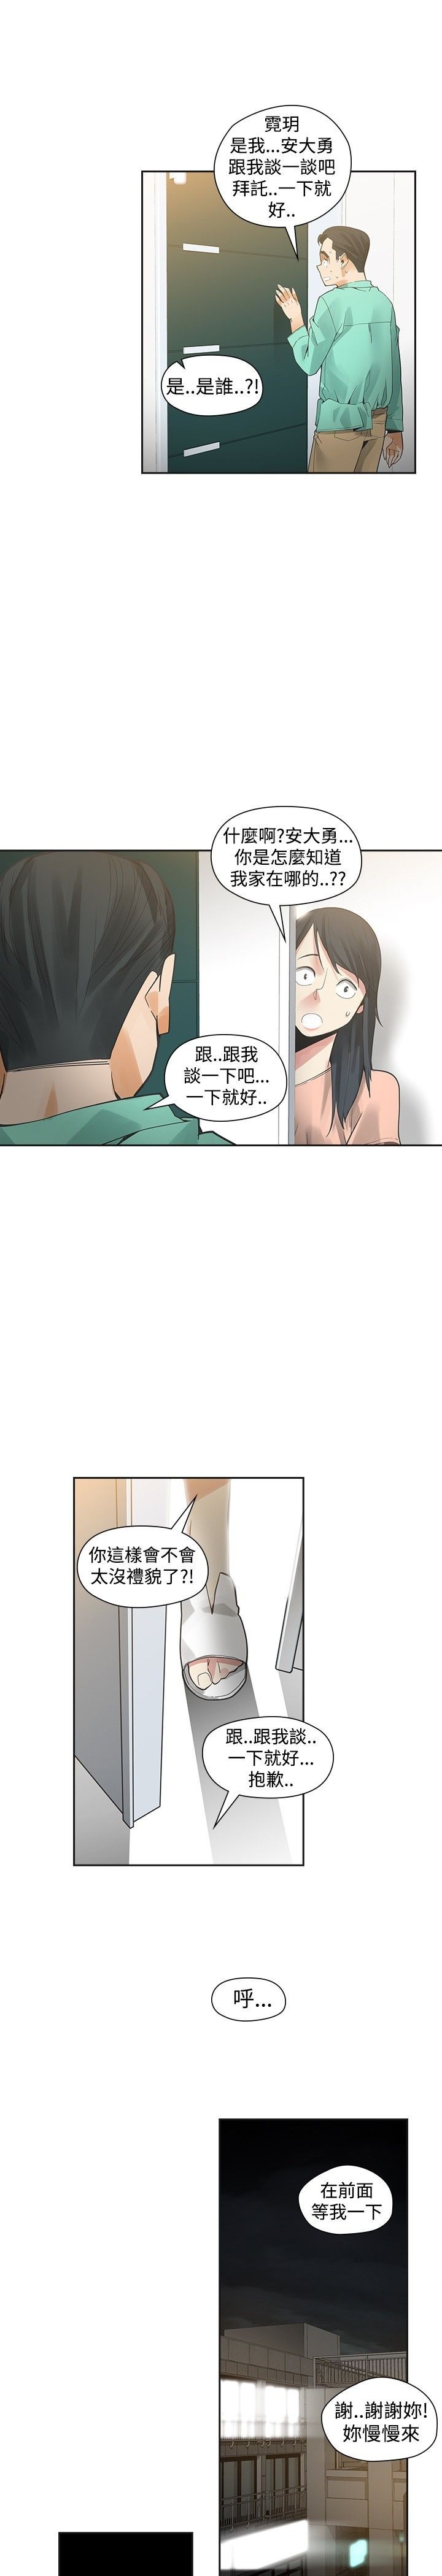 霓玥
是我...安大勇
跟我談一談吧
拜託..一下就
好..
是..是誰..?!
什麼啊?安大勇...
你是怎麼知道
我家在哪的..??
跟..跟我
談一下吧...
一下就好..
你這樣會不會
太沒禮貌了?!
跟..跟我談..
一下就好...
抱歉..
呼...
在前面
等我一下
謝..謝謝妳!
妳慢慢來